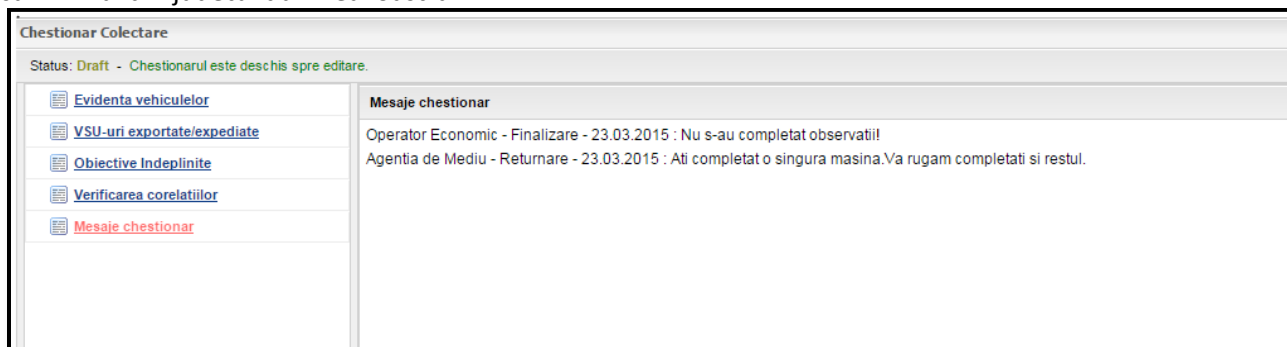 Chestionar Colectare
Status: Draft - Chestionarul este deschis spre editare.
Evidenta vehiculelor
VSU-uri exportate/expediate
Obiective Indeplinite
Verificarea corelatiilor
Mesaje chestionar
Mesaje chestionar
Operator Economic - Finalizare - 23.03.2015 : Nu s-au completat observatii!
Agentia de Mediu - Returnare - 23.03.2015 : Ati completat o singura masina.Va rugam completati si restul.